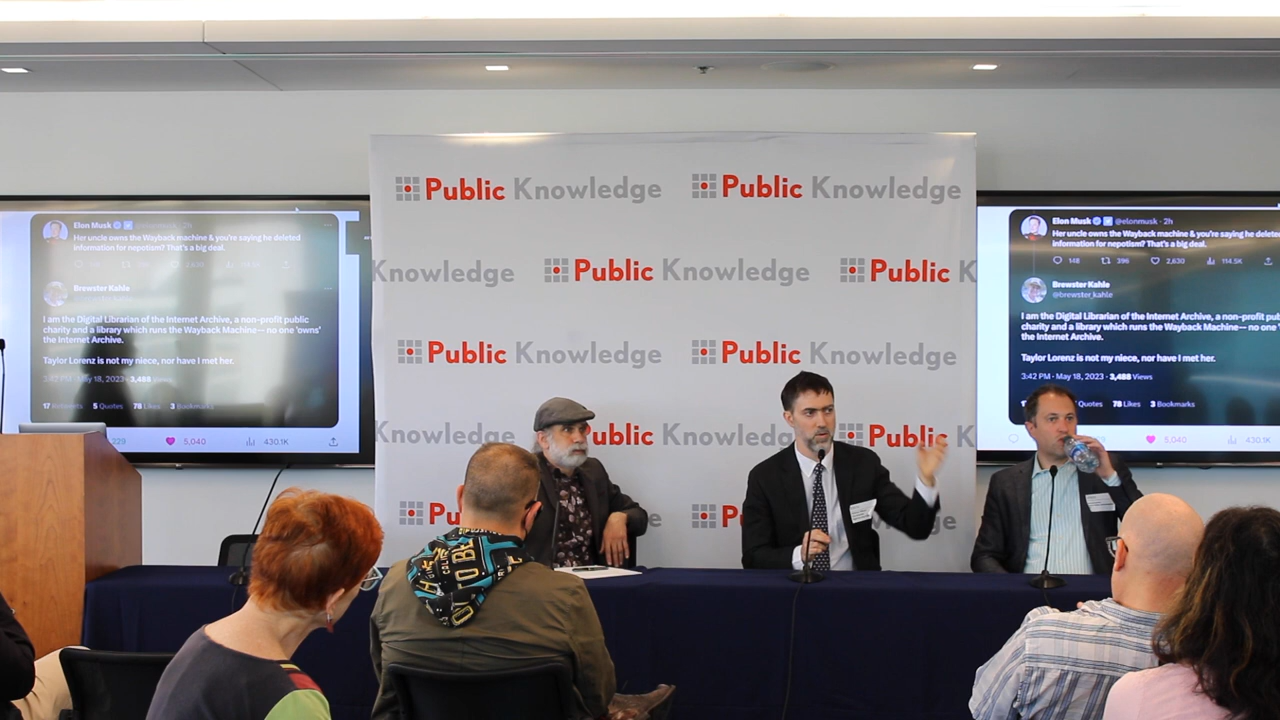 Public Knowledge
Public Knowledge
Knowledge
Public Knowledge
Public K
Public Knowledge
Public Knowledge
Knowledge
Public Knowledge
Public K
Pu
P
Elon Musk @elonmusk · 2h
Her uncle owns the Wayback machine & you're saying he deleted
information for nepotism? That's a big deal.
Brewster Kahle
I am the Digital Librarian of the Internet Archive, a non-profit public
charity and a library which runs the Wayback Machine— no one 'owns'
the Internet Archive.
Taylor Lorenz is not my niece, nor have I met her.
3:42 PM · May 18, 2023 · 3,488 Views
17 Retweets 5 Quotes 78 Likes 3 Bookmarks
229 5,040 430.1K
Elon Musk @elonmusk · 2h
Her uncle owns the Wayback machine & you're saying he deleted
information for nepotism? That's a big deal.
148 396 2,630 114.5K
Brewster Kahle
@brewster_kahle
I am the Digital Librarian of the Internet Archive, a non-profit pub
charity and a library which runs the Wayback Machine— no one '
the Internet Archive.
Taylor Lorenz is not my niece, nor have I met her.
3:42 PM · May 18, 2023 · 3,488 Views
Quotes 78 Likes 3 Bookmarks
5,040 430.1K